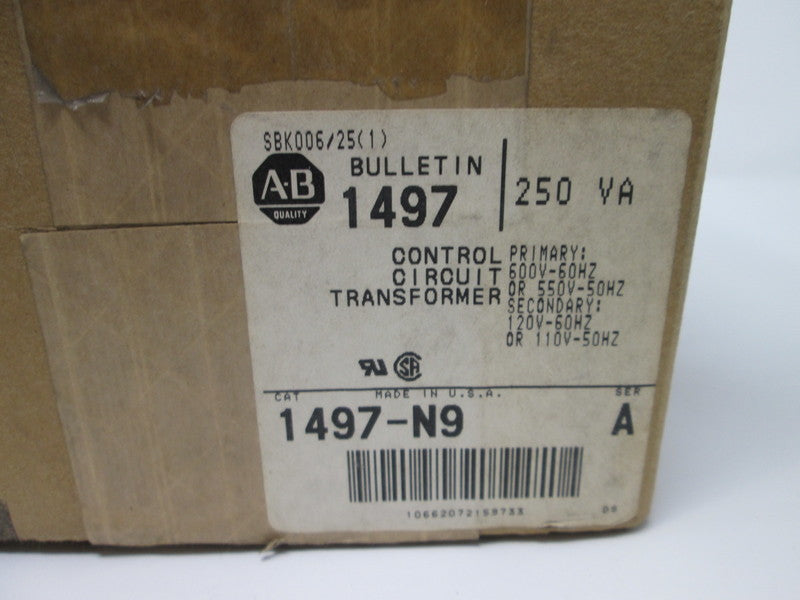 SBK006/25(1)
A-B
QUALITY
BULLETIN
1497
250 VA
CONTROL
CIRCUIT
TRANSFORMER
PRIMARY:
600V-60HZ
OR 550V-50HZ
SECONDARY:
120V-60HZ
OR 110V-50HZ
CAT
MADE IN U.S.A.
SER
1497-N9
A
10662072159733
DS